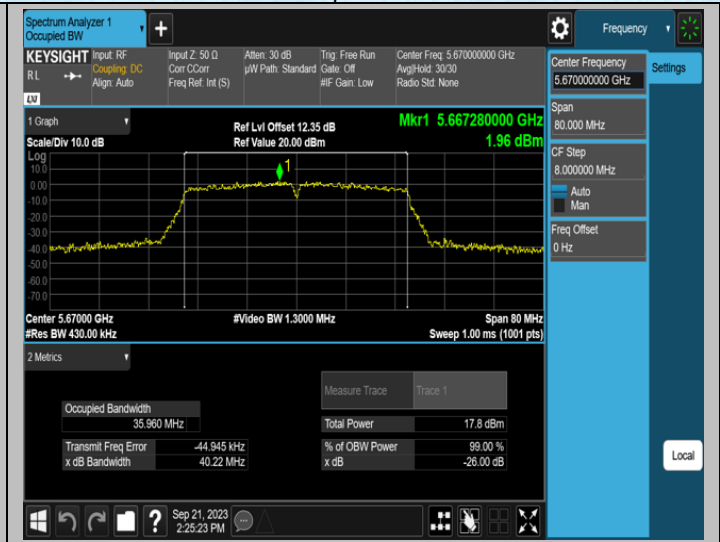 Spectrum Analyzer 1
Occupied BW
Frequency
KEYSIGHT
RL
Input: RF
Coupling: DC
Align: Auto
Input Z: 50 Ω
Corr CCorr
Freq Ref: Int (S)
Atten: 30 dB
µW Path: Standard
Trig: Free Run
Gate: Off
#IF Gain: Low
Center Freq: 5.670000000 GHz
Avg|Hold: 30/30
Radio Std: None
Center Frequency
5.670000000 GHz
Settings
Span
80.000 MHz
CF Step
8.000000 MHz
Auto
Man
Freq Offset
0 Hz
1 Graph
Scale/Div 10.0 dB
Ref Lvl Offset 12.35 dB
Ref Value 20.00 dBm
Mkr1 5.667280000 GHz
1.96 dBm
Log
10.0
0.00
-10.0
-20.0
-30.0
-40.0
-50.0
-60.0
-70.0
1
Center 5.67000 GHz
#Res BW 430.00 kHz
#Video BW 1.3000 MHz
Span 80 MHz
Sweep 1.00 ms (1001 pts)
2 Metrics
Measure Trace
Trace 1
Occupied Bandwidth
35.960 MHz
Total Power
17.8 dBm
Transmit Freq Error
-44.945 kHz
% of OBW Power
99.00 %
x dB Bandwidth
40.22 MHz
x dB
-26.00 dB
Local
Sep 21, 2023
2:25:23 PM